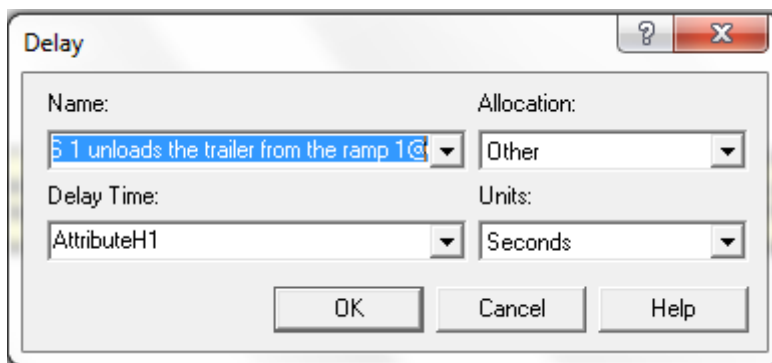 Delay
?
Name:
Allocation:
S 1 unloads the trailer from the ramp 1@
Other
Delay Time:
Units:
AttributeH1
Seconds
OK
Cancel
Help